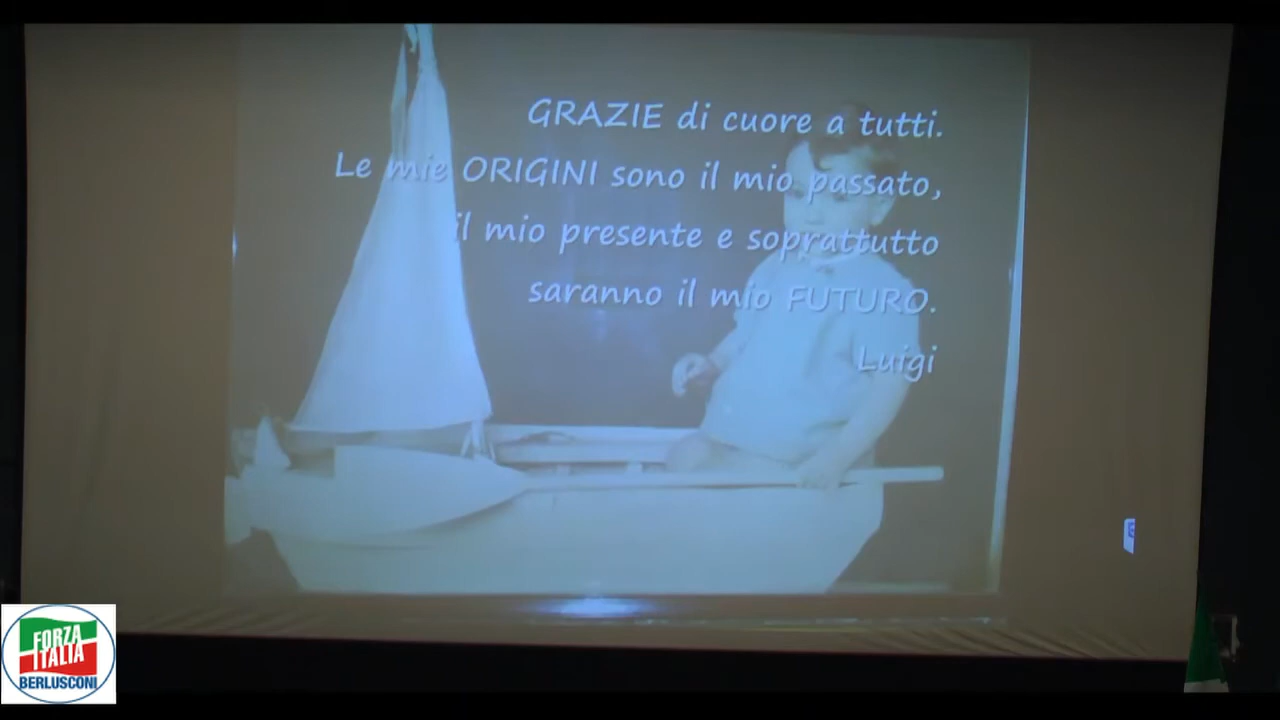 GRAZIE di cuore a tutti.
Le mie ORIGINI sono il mio passato,
il mio presente e soprattutto
saranno il mio FUTURO.
Luigi
FORZA
ITALIA
BERLUSCONI